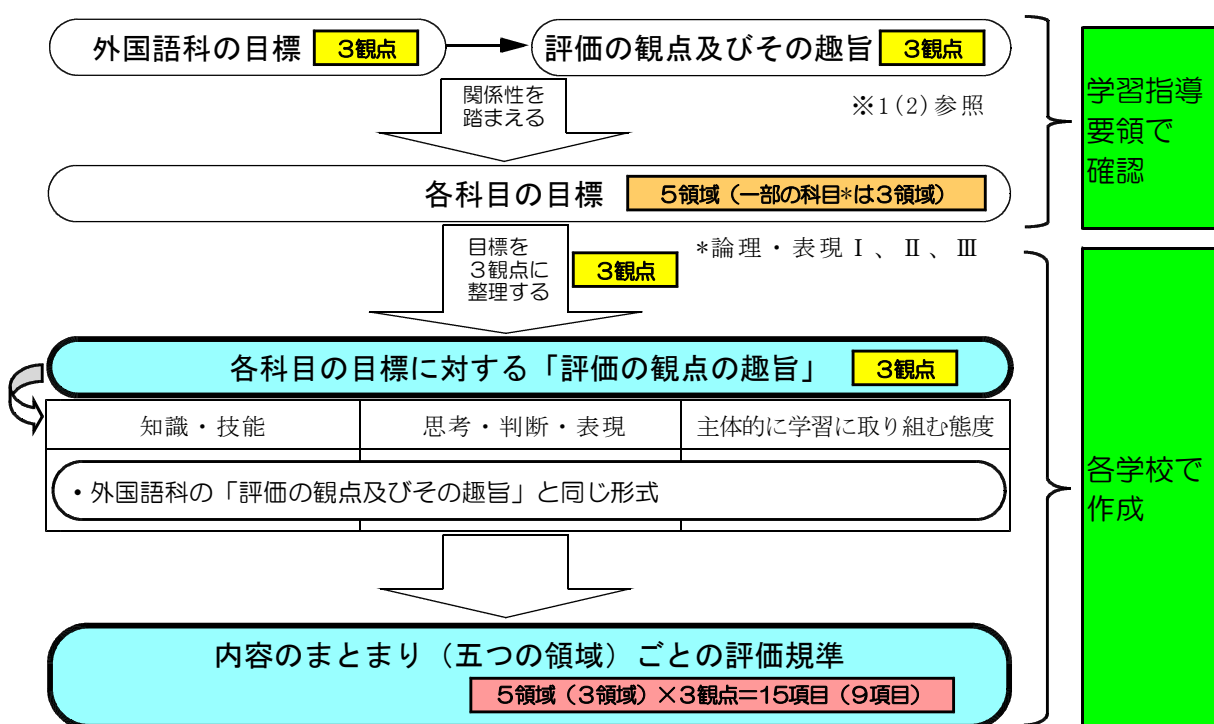 外国語科の目標 3観点
評価の観点及びその趣旨 3観点
関係性を
踏まえる
※1(2)参照
学習指導
要領で
確認
各科目の目標 5領域（一部の科目*は3領域）
目標を
3観点に
整理する
3観点
*論理・表現Ⅰ、Ⅱ、Ⅲ
各科目の目標に対する「評価の観点の趣旨」 3観点
知識・技能
思考・判断・表現
主体的に学習に取り組む態度
・外国語科の「評価の観点及びその趣旨」と同じ形式
各学校で
作成
内容のまとまり（五つの領域）ごとの評価規準
5領域（3領域）×3観点＝15項目（9項目）